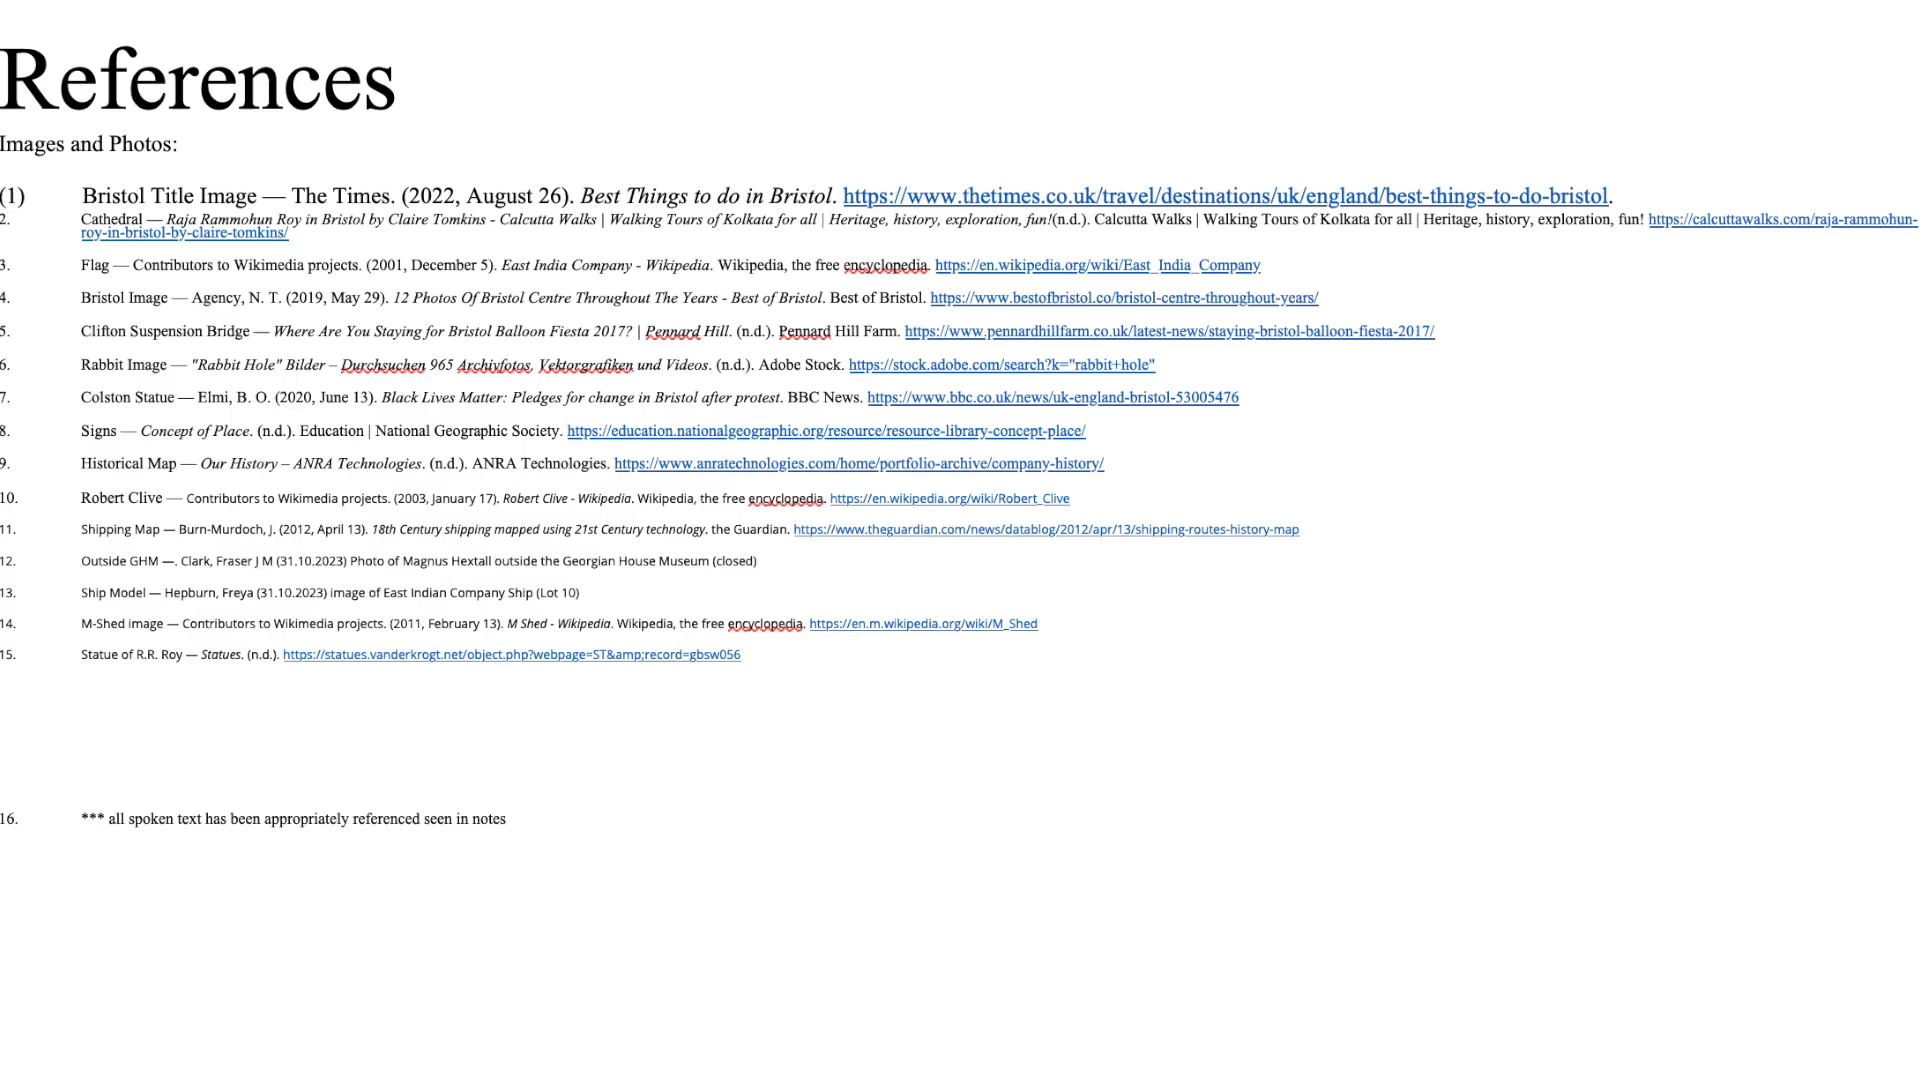 References
Images and Photos:
(1) Bristol Title Image — The Times. (2022, August 26). Best Things to do in Bristol. https://www.thetimes.co.uk/travel/destinations/uk/england/best-things-to-do-bristol.
2. Cathedral — Raja Rammohun Roy in Bristol by Claire Tomkins - Calcutta Walks | Walking Tours of Kolkata for all | Heritage, history, exploration, fun!(n.d.). Calcutta Walks | Walking Tours of Kolkata for all | Heritage, history, exploration, fun! https://calcuttawalks.com/raja-rammohun-
roy-in-bristol-by-claire-tomkins/
3. Flag — Contributors to Wikimedia projects. (2001, December 5). East India Company - Wikipedia. Wikipedia, the free encyclopedia. https://en.wikipedia.org/wiki/East_India_Company
4. Bristol Image — Agency, N. T. (2019, May 29). 12 Photos Of Bristol Centre Throughout The Years - Best of Bristol. Best of Bristol. https://www.bestofbristol.co/bristol-centre-throughout-years/
5. Clifton Suspension Bridge — Where Are You Staying for Bristol Balloon Fiesta 2017? | Pennard Hill. (n.d.). Pennard Hill Farm. https://www.pennardhillfarm.co.uk/latest-news/staying-bristol-balloon-fiesta-2017/
6. Rabbit Image — "Rabbit Hole" Bilder – Durchsuchen 965 Archivfotos, Vektorgrafiken und Videos. (n.d.). Adobe Stock. https://stock.adobe.com/search?k="rabbit+hole"
7. Colston Statue — Elmi, B. O. (2020, June 13). Black Lives Matter: Pledges for change in Bristol after protest. BBC News. https://www.bbc.co.uk/news/uk-england-bristol-53005476
8. Signs — Concept of Place. (n.d.). Education | National Geographic Society. https://education.nationalgeographic.org/resource/resource-library-concept-place/
9. Historical Map — Our History – ANRA Technologies. (n.d.). ANRA Technologies. https://www.anratechnologies.com/home/portfolio-archive/company-history/
10. Robert Clive — Contributors to Wikimedia projects. (2003, January 17). Robert Clive - Wikipedia. Wikipedia, the free encyclopedia. https://en.wikipedia.org/wiki/Robert_Clive
11. Shipping Map — Burn-Murdoch, J. (2012, April 13). 18th Century shipping mapped using 21st Century technology. the Guardian. https://www.theguardian.com/news/datablog/2012/apr/13/shipping-routes-history-map
12. Outside GHM —. Clark, Fraser J M (31.10.2023) Photo of Magnus Hextall outside the Georgian House Museum (closed)
13. Ship Model — Hepburn, Freya (31.10.2023) image of East Indian Company Ship (Lot 10)
14. M-Shed image — Contributors to Wikimedia projects. (2011, February 13). M Shed - Wikipedia. Wikipedia, the free encyclopedia. https://en.m.wikipedia.org/wiki/M_Shed
15. Statue of R.R. Roy — Statues. (n.d.). https://statues.vanderkrogt.net/object.php?webpage=ST&amp;record=gbsw056
16. *** all spoken text has been appropriately referenced seen in notes